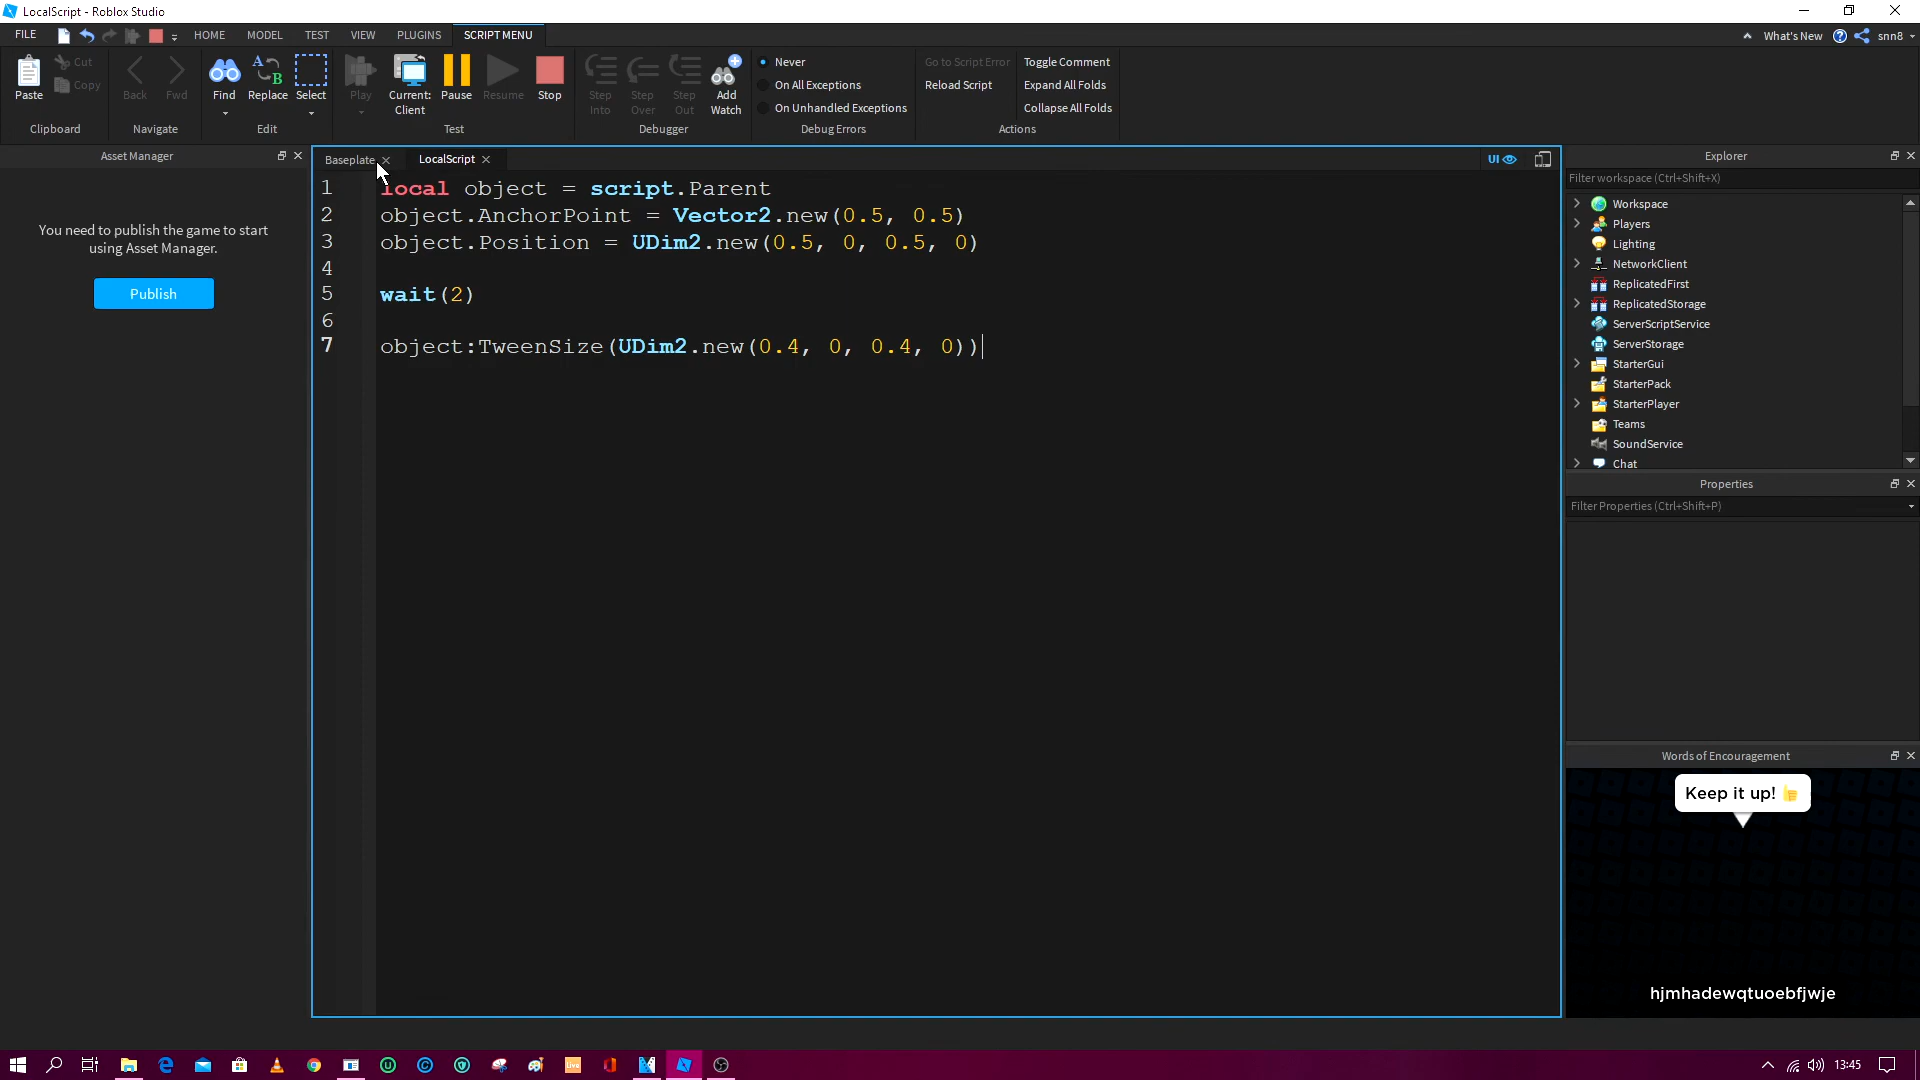 LocalScript - Roblox Studio
FILE HOME MODEL TEST VIEW PLUGINS SCRIPT MENU What's New snn8
Paste Cut Copy
Back Fwd
Find Replace Select
Play Current: Client Pause Resume Stop
Step Into Step Over Step Out Add Watch
Never
On All Exceptions
On Unhandled Exceptions
Go to Script Error
Reload Script
Toggle Comment
Expand All Folds
Collapse All Folds
Clipboard Navigate Edit Test Debugger Debug Errors Actions
Asset Manager
You need to publish the game to start
using Asset Manager.
Publish
Baseplate LocalScript UI
1 local object = script.Parent
2 object.AnchorPoint = Vector2.new(0.5, 0.5)
3 object.Position = UDim2.new(0.5, 0, 0.5, 0)
4
5 wait(2)
6
7 object:TweenSize(UDim2.new(0.4, 0, 0.4, 0))
Explorer
Filter workspace (Ctrl+Shift+X)
Workspace
Players
Lighting
NetworkClient
ReplicatedFirst
ReplicatedStorage
ServerScriptService
ServerStorage
StarterGui
StarterPack
StarterPlayer
Teams
SoundService
Chat
Properties
Filter Properties (Ctrl+Shift+P)
Words of Encouragement
Keep it up! 👍
hjmhadewqtuoebfjwje
13:45